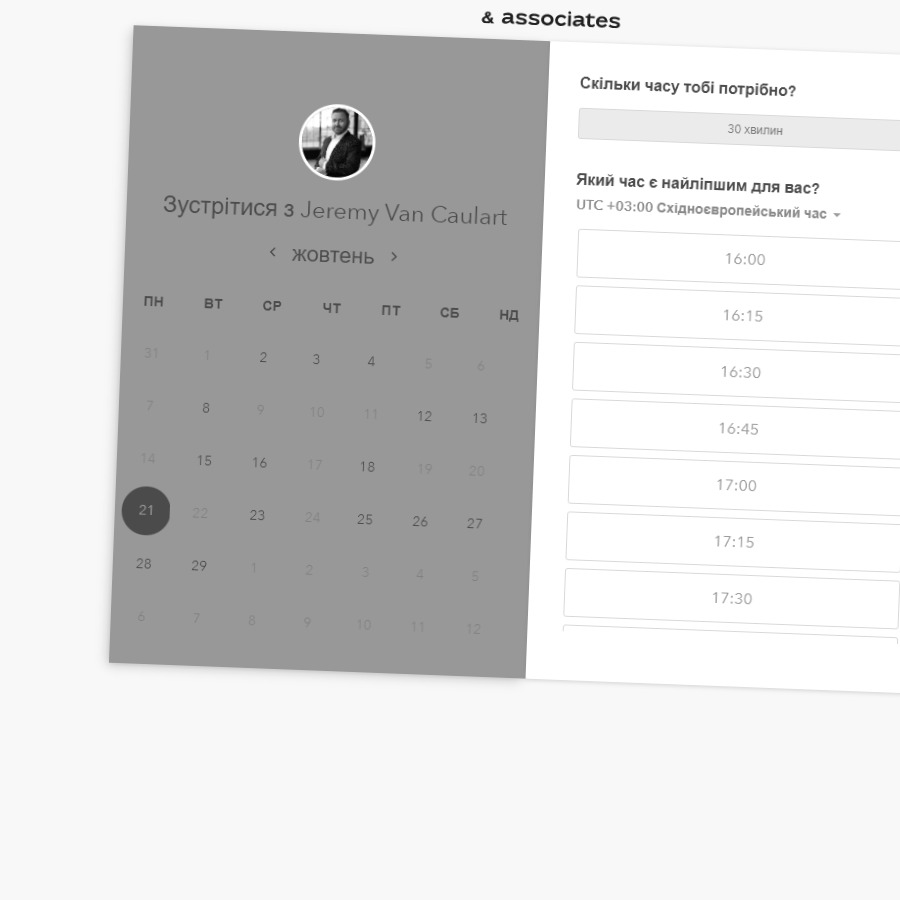 & associates
Зустрітися з Jeremy Van Caulart
‹ жовтень ›
ПН ВТ СР ЧТ ПТ СБ НД
31 1 2 3 4 5 6
7 8 9 10 11 12 13
14 15 16 17 18 19 20
21 22 23 24 25 26 27
28 29 1 2 3 4 5
6 7 8 9 10 11 12
Скільки часу тобі потрібно?
30 хвилин
Який час є найліпшим для вас?
UTC +03:00 Східноєвропейський час
16:00
16:15
16:30
16:45
17:00
17:15
17:30